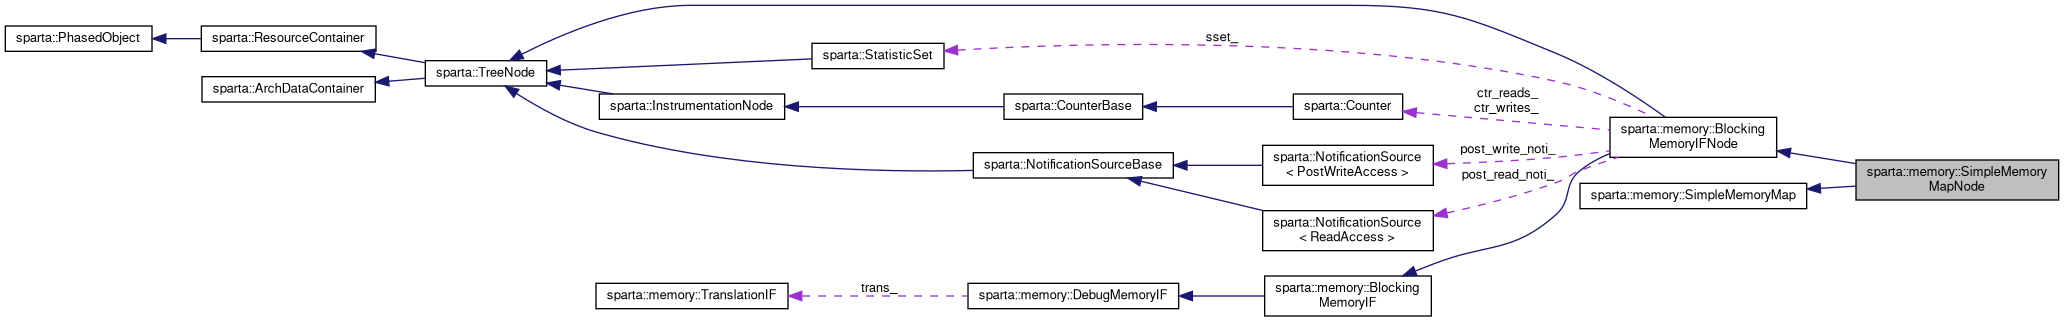 sparta::PhasedObject
sparta::ResourceContainer
sparta::ArchDataContainer
sparta::TreeNode
sparta::StatisticSet
sparta::InstrumentationNode
sparta::CounterBase
sparta::Counter
sparta::NotificationSourceBase
sparta::NotificationSource
< PostWriteAccess >
sparta::NotificationSource
< ReadAccess >
sparta::memory::TranslationIF
trans_
sparta::memory::DebugMemoryIF
sparta::memory::Blocking
MemoryIF
sset_
ctr_reads_
ctr_writes_
post_write_noti_
post_read_noti_
sparta::memory::Blocking
MemoryIFNode
sparta::memory::SimpleMemoryMap
sparta::memory::SimpleMemory
MapNode